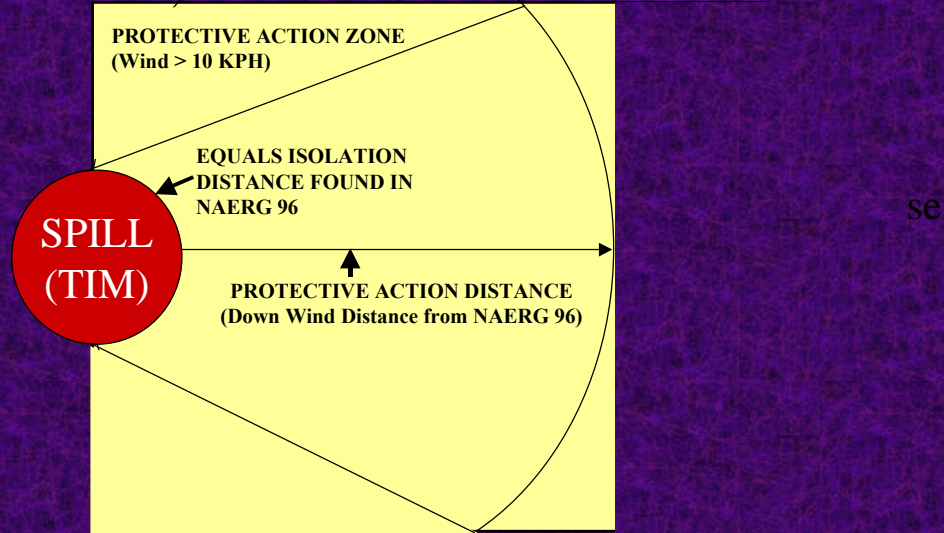 PROTECTIVE ACTION ZONE
(Wind > 10 KPH)
EQUALS ISOLATION
DISTANCE FOUND IN
NAERG 96
SPILL
(TIM)
PROTECTIVE ACTION DISTANCE
(Down Wind Distance from NAERG 96)
se